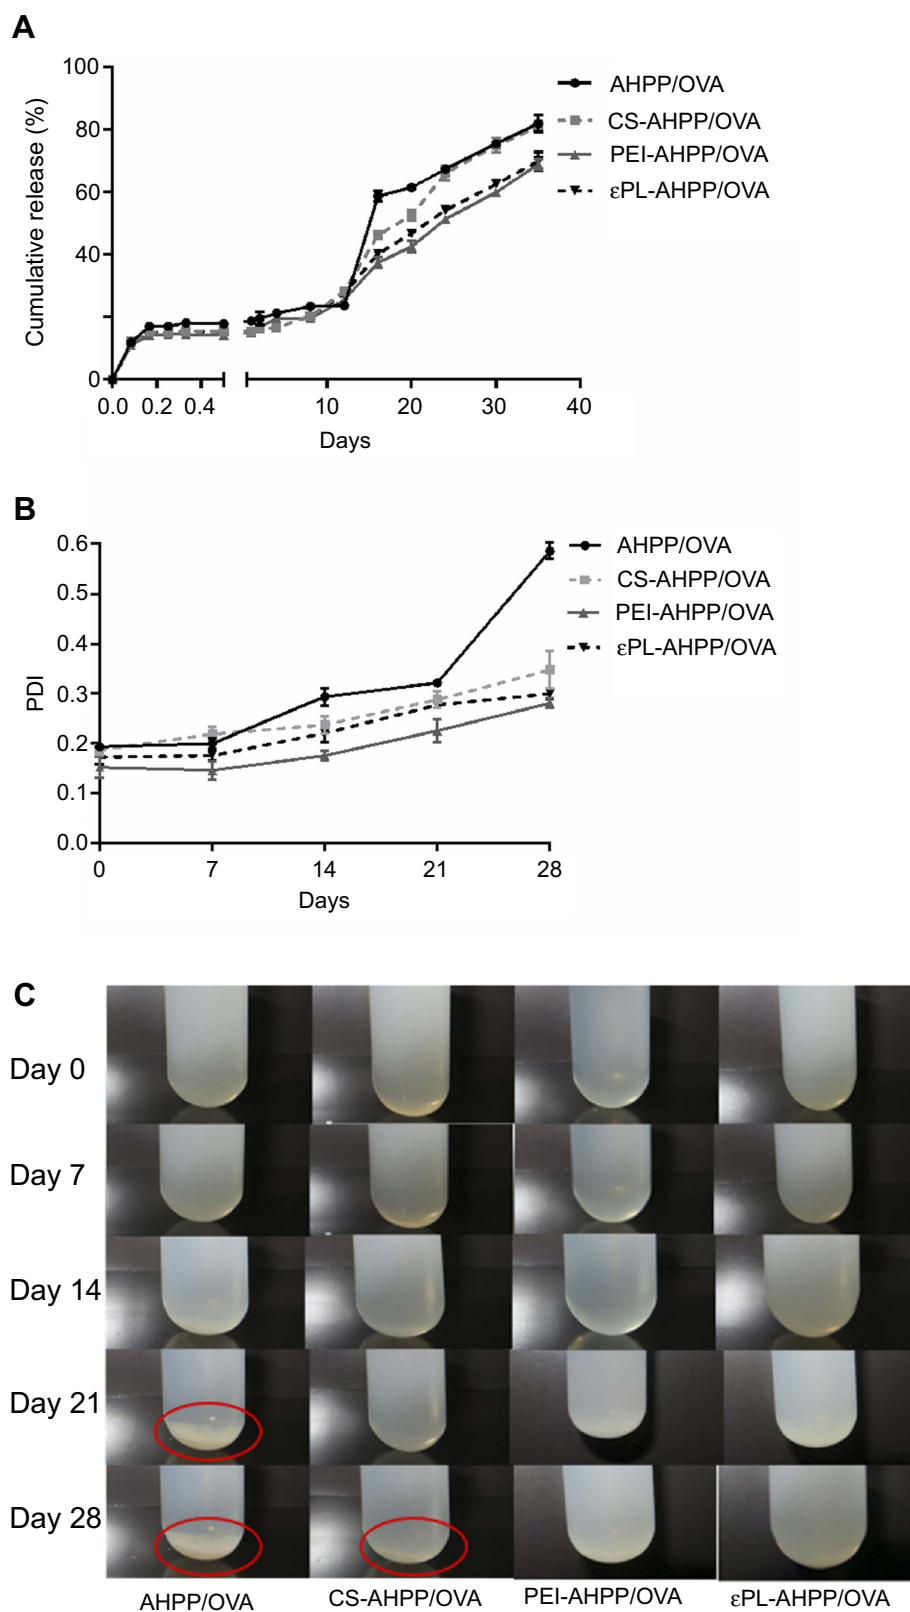 A
Cumulative release (%)
100
80
60
40
0
0.0 0.2 0.4 10 20 30 40
Days
AHPP/OVA
CS-AHPP/OVA
PEI-AHPP/OVA
εPL-AHPP/OVA
B
PDI
0.6
0.5
0.4
0.3
0.2
0.1
0.0
0 7 14 21 28
Days
AHPP/OVA
CS-AHPP/OVA
PEI-AHPP/OVA
εPL-AHPP/OVA
C
Day 0
Day 7
Day 14
Day 21
Day 28
AHPP/OVA CS-AHPP/OVA PEI-AHPP/OVA εPL-AHPP/OVA